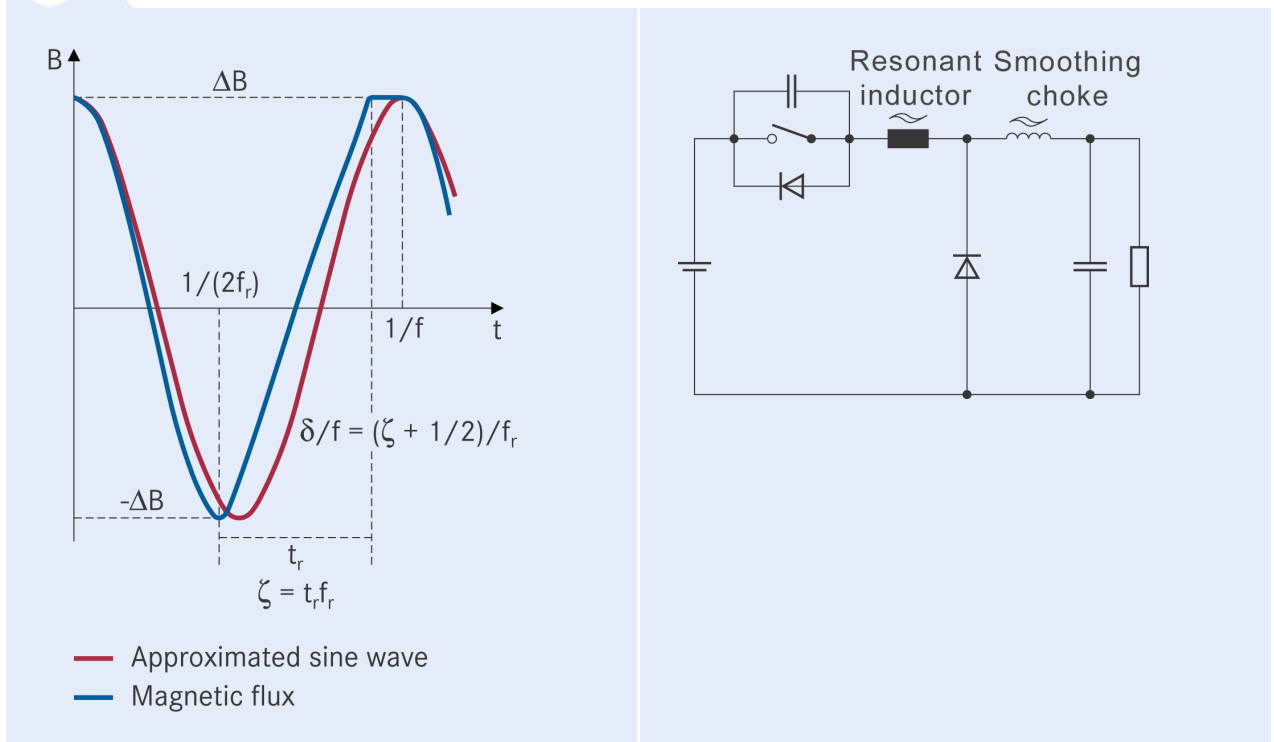 B
ΔB
1/(2fᵣ)
1/f
t
δ/f = (ζ + 1/2)/fᵣ
-ΔB
tᵣ
ζ = tᵣfᵣ
Approximated sine wave
Magnetic flux
Resonant
inductor
Smoothing
choke